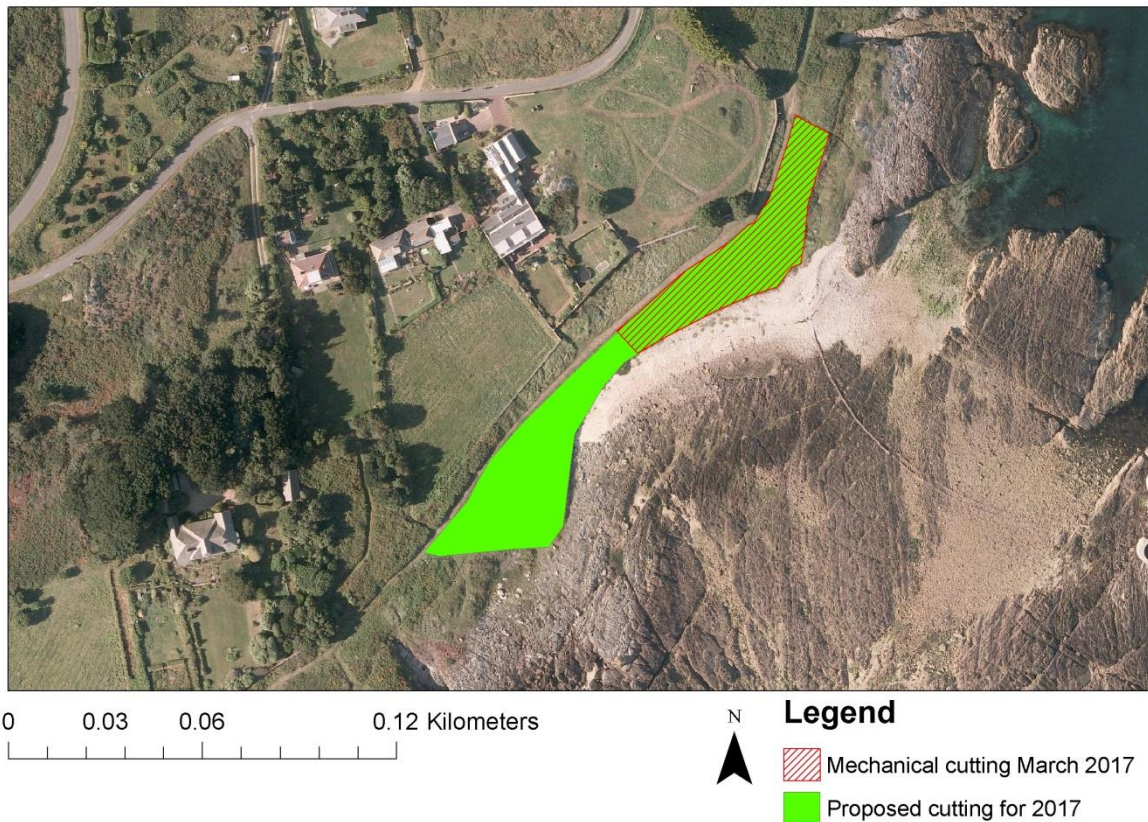 0 0.03 0.06 0.12 Kilometers
N
Legend
Mechanical cutting March 2017
Proposed cutting for 2017